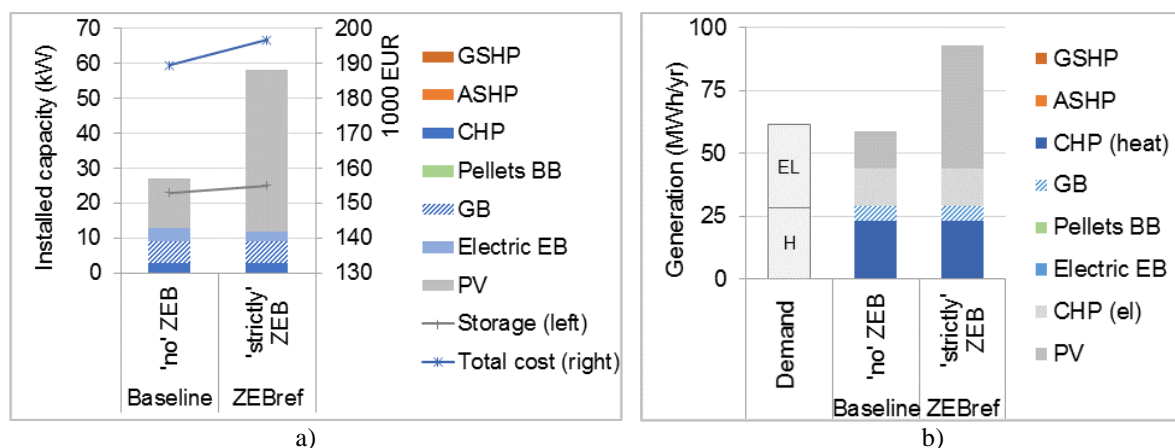 70
60
50
40
30
20
10
0
Installed capacity (kW)
200
190
180
170
160
150
140
130
1000 EUR
'no' ZEB
'strictly'
ZEB
Baseline
ZEBref
GSHP
ASHP
CHP
Pellets BB
GB
Electric EB
PV
Storage (left)
Total cost (right)
a)
100
75
50
25
0
Generation (MWh/yr)
EL
H
Demand
'no' ZEB
'strictly'
ZEB
Baseline
ZEBref
GSHP
ASHP
CHP (heat)
GB
Pellets BB
Electric EB
CHP (el)
PV
b)